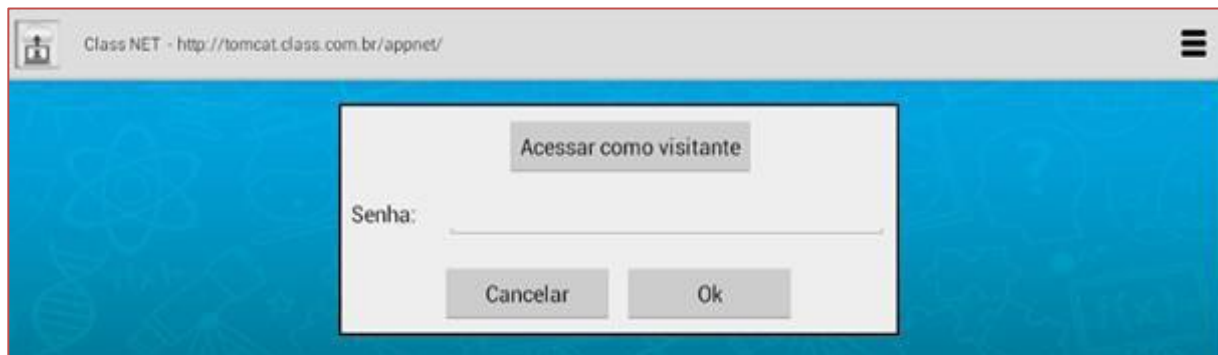 Class NET - http://tomcat.class.com.br/appnet/
Acessar como visitante
Senha:
Cancelar Ok